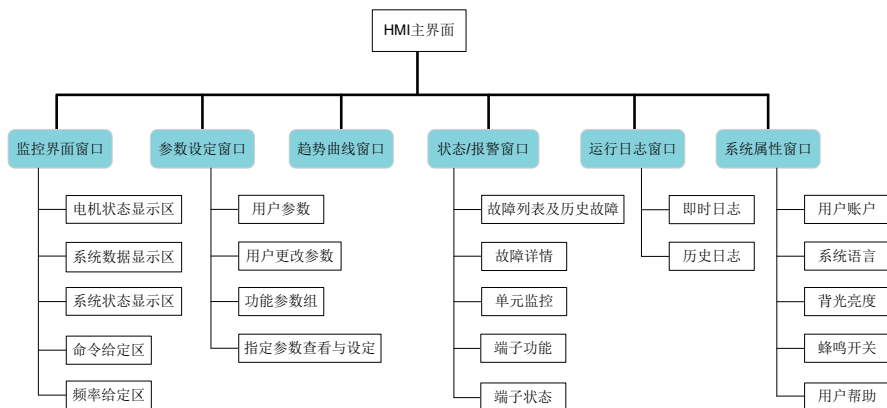 HMI主界面
监控界面窗口
电机状态显示区
系统数据显示区
系统状态显示区
命令给定区
频率给定区
参数设定窗口
用户参数
用户更改参数
功能参数组
指定参数查看与设定
趋势曲线窗口
状态/报警窗口
故障列表及历史故障
故障详情
单元监控
端子功能
端子状态
运行日志窗口
即时日志
历史日志
系统属性窗口
用户账户
系统语言
背光亮度
蜂鸣开关
用户帮助